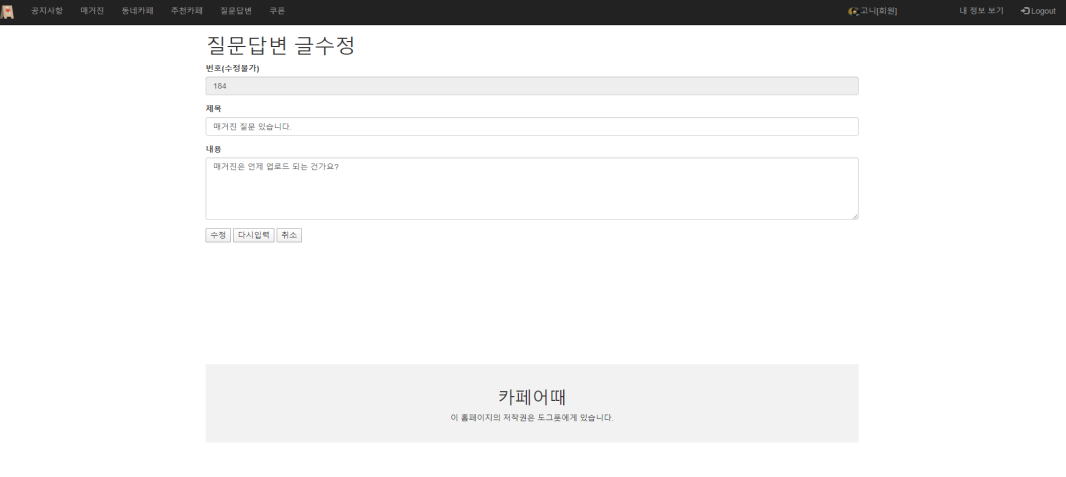 공지사항 매거진 동네카페 추천카페 질문답변 쿠폰 고니[회원] 내 정보 보기 Logout
질문답변 글수정
번호(수정불가)
184
제목
매거진 질문 있습니다.
내용
매거진은 언제 업로드 되는 건가요?
수정 다시입력 취소
카페어때
이 홈페이지의 저작권은 도그풋에게 있습니다.